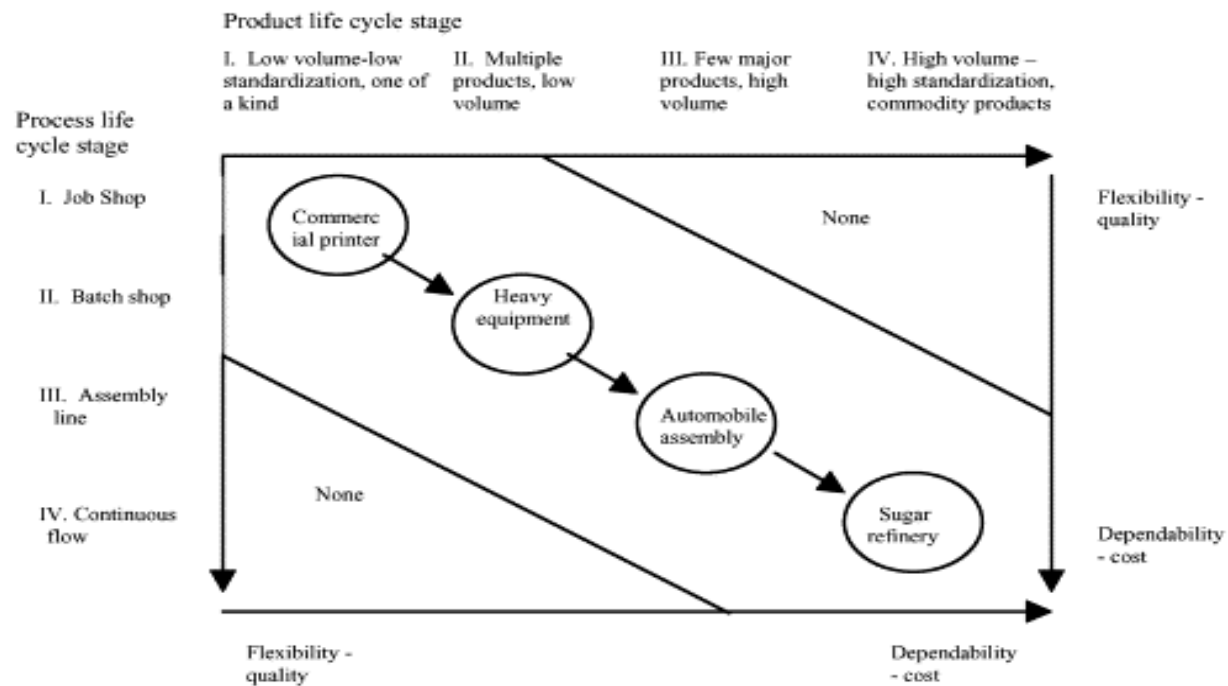 Product life cycle stage
I. Low volume-low
standardization, one of
a kind
II. Multiple
products, low
volume
III. Few major
products, high
volume
IV. High volume –
high standardization,
commodity products
Process life
cycle stage
I. Job Shop
Commerc
ial printer
None
Flexibility -
quality
II. Batch shop
Heavy
equipment
III. Assembly
line
Automobile
assembly
None
IV. Continuous
flow
Sugar
refinery
Dependability
- cost
Flexibility -
quality
Dependability
- cost